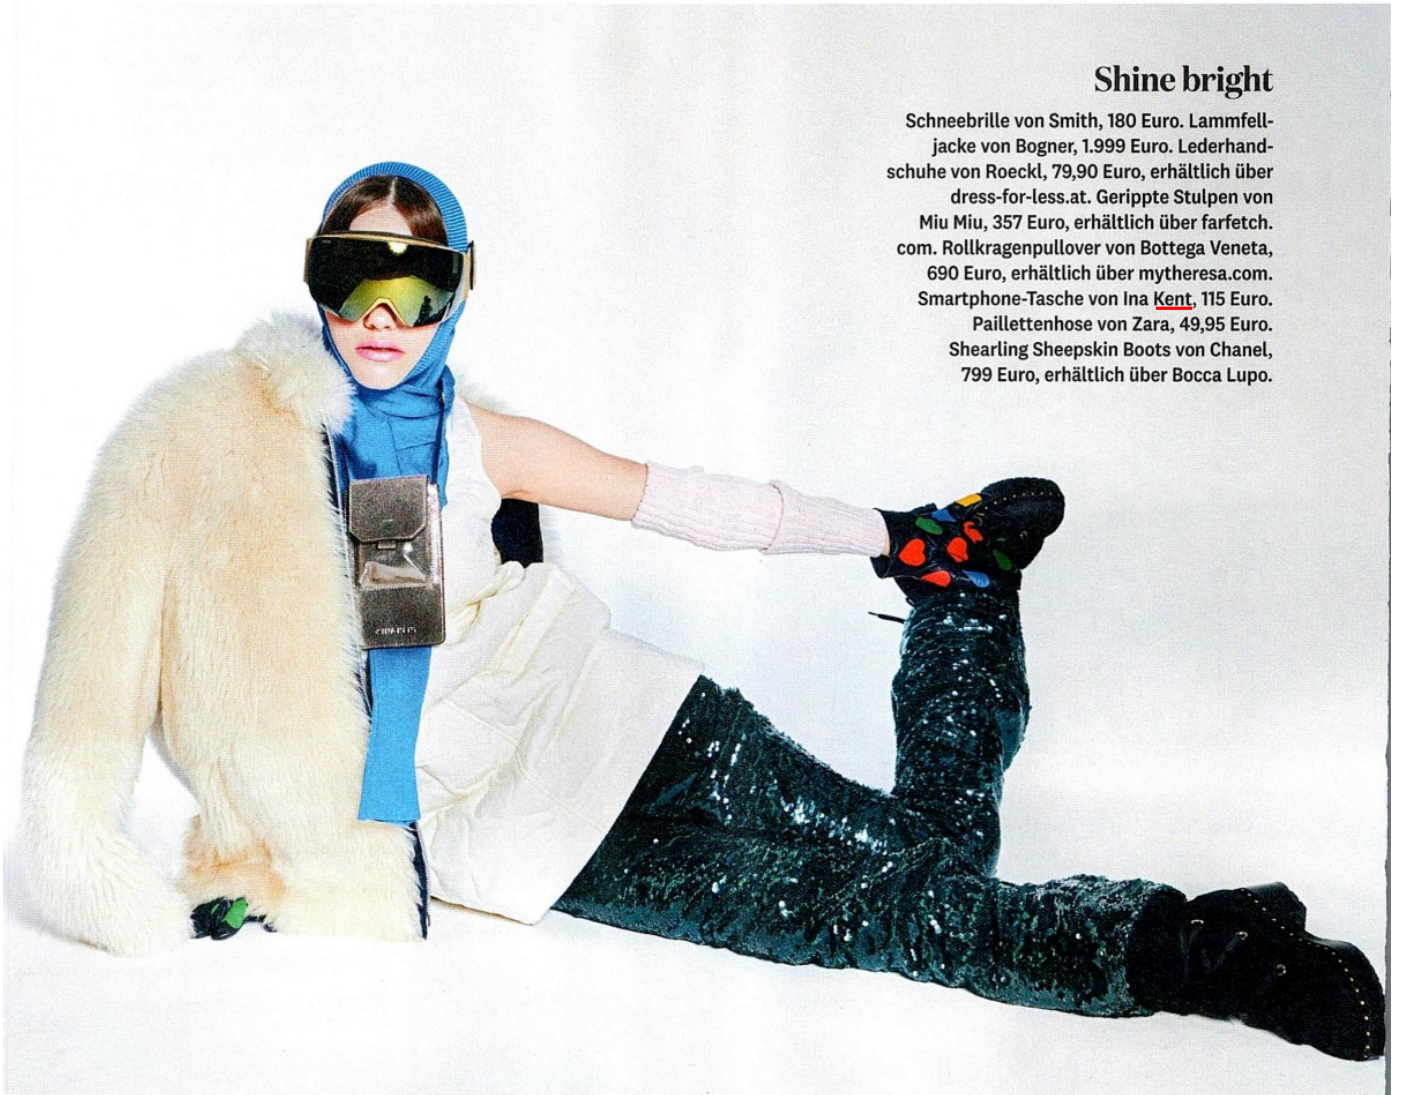 Shine bright
Schneebrille von Smith, 180 Euro. Lammfell-
jacke von Bogner, 1.999 Euro. Lederhand-
schuhe von Roeckl, 79,90 Euro, erhältlich über
dress-for-less.at. Gerippte Stulpen von
Miu Miu, 357 Euro, erhältlich über farfetch.
com. Rollkragenpullover von Bottega Veneta,
690 Euro, erhältlich über mytheresa.com.
Smartphone-Tasche von Ina Kent, 115 Euro.
Paillettenhose von Zara, 49,95 Euro.
Shearling Sheepskin Boots von Chanel,
799 Euro, erhältlich über Bocca Lupo.